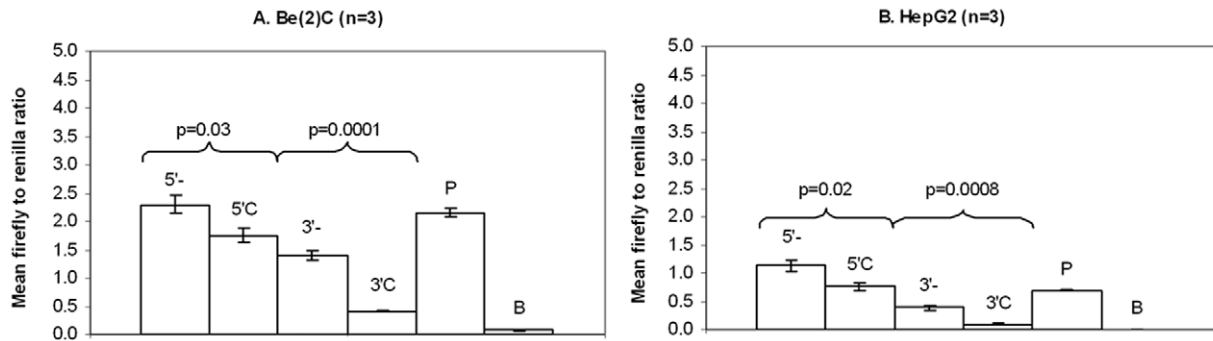 A. Be(2)C (n=3)
Mean firefly to renilla ratio
5.0
4.5
4.0
3.5
3.0
2.5
2.0
1.5
1.0
0.5
0.0
p=0.03
p=0.0001
5'-
5'C
3'-
3'C
P
B
B. HepG2 (n=3)
Mean firefly to renilla ratio
5.0
4.5
4.0
3.5
3.0
2.5
2.0
1.5
1.0
0.5
0.0
p=0.02
p=0.0008
5'-
5'C
3'-
3'C
P
B